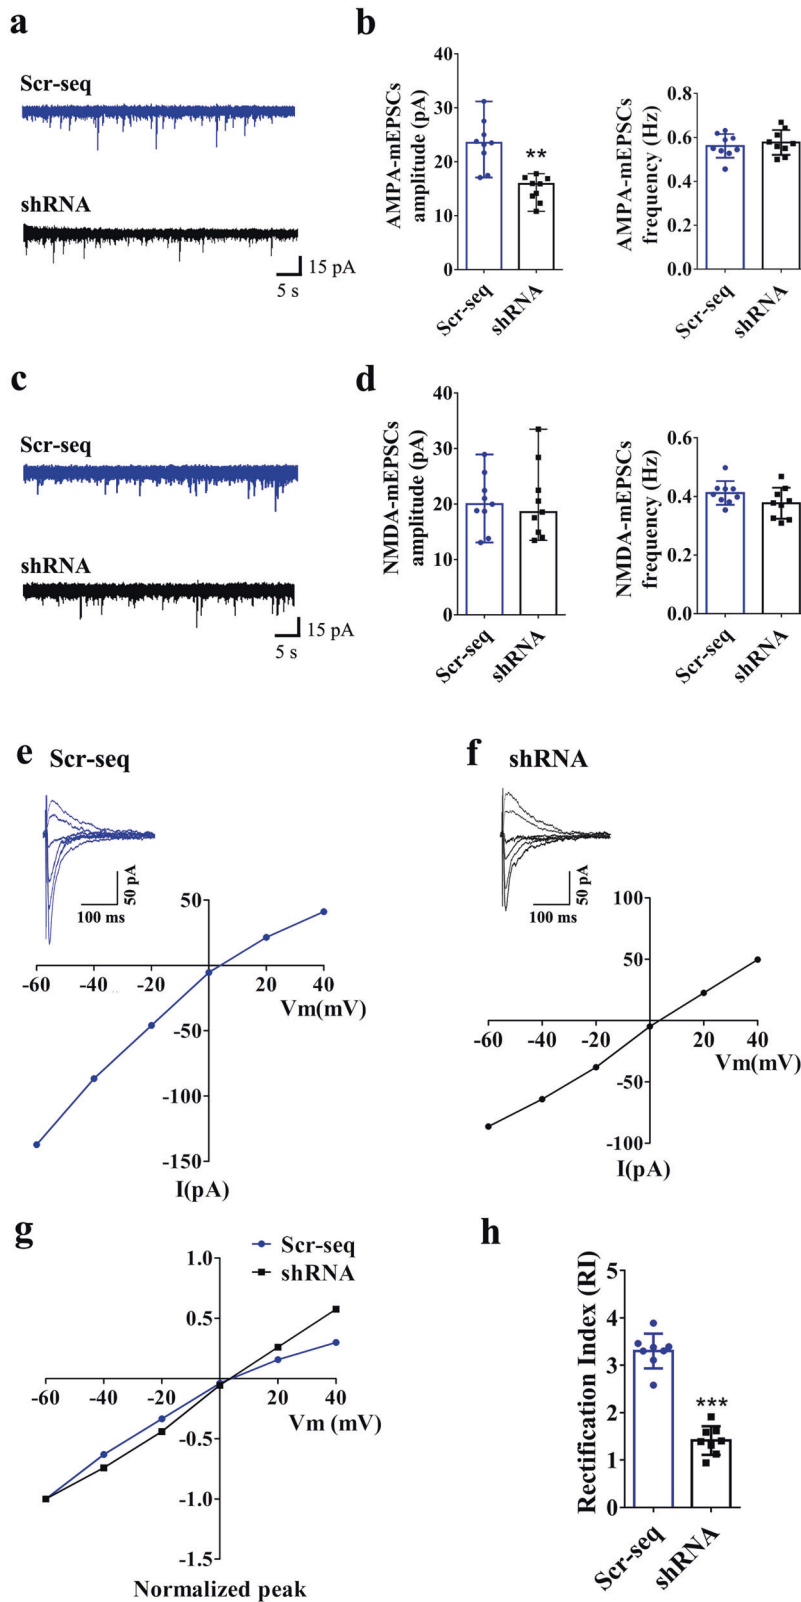 a
Scr-seq
shRNA
15 pA
5 s
b
AMPA-mEPSCs
amplitude (pA)
40
30
20
10
0
**
Scr-seq
shRNA
AMPA-mEPSCs
frequency (Hz)
0.8
0.6
0.4
0.2
0.0
Scr-seq
shRNA
c
Scr-seq
shRNA
15 pA
5 s
d
NMDA-mEPSCs
amplitude (pA)
40
30
20
10
0
Scr-seq
shRNA
NMDA-mEPSCs
frequency (Hz)
0.6
0.4
0.2
0.0
Scr-seq
shRNA
e Scr-seq
50 pA
100 ms
50
-60 -40 -20 20 40
Vm(mV)
-50
-100
-150
I(pA)
f shRNA
50 pA
100 ms
100
50
-60 -40 -20 20 40
Vm(mV)
-50
-100
I(pA)
g
Scr-seq
shRNA
1.0
0.5
-60 -40 -20 20 40
Vm (mV)
-0.5
-1.0
-1.5
Normalized peak
h
Rectification Index (RI)
5
4
3
2
1
0
***
Scr-seq
shRNA